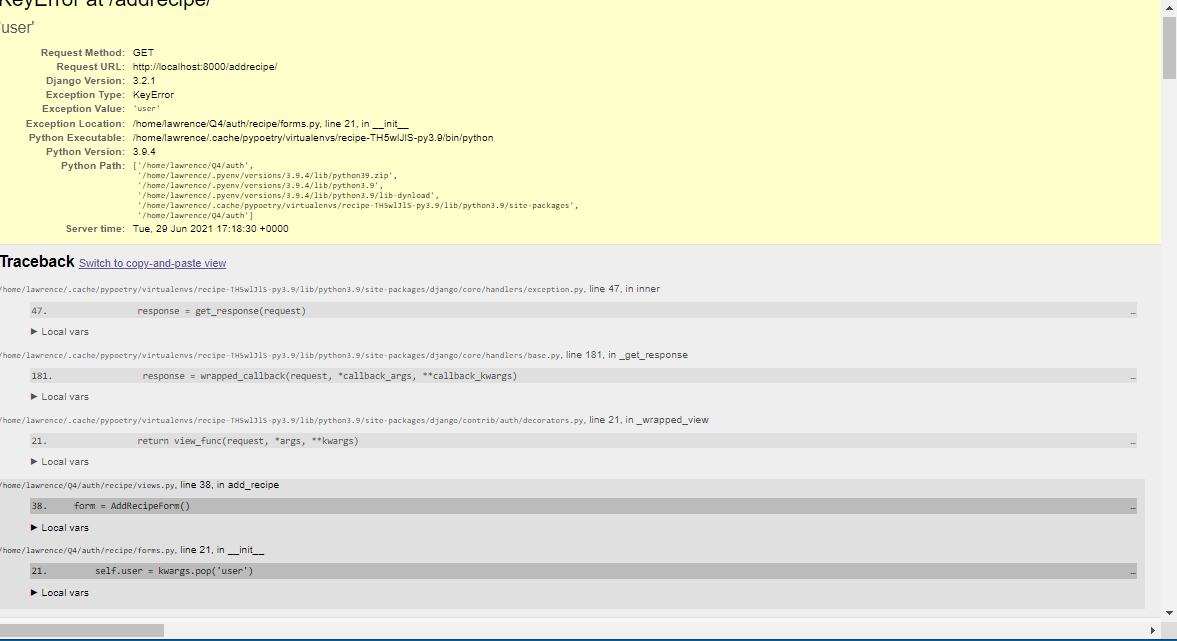 KeyError at /addrecipe/
'user'
Request Method: GET
Request URL: http://localhost:8000/addrecipe/
Django Version: 3.2.1
Exception Type: KeyError
Exception Value: 'user'
Exception Location: /home/lawrence/Q4/auth/recipe/forms.py, line 21, in __init__
Python Executable: /home/lawrence/.cache/pypoetry/virtualenvs/recipe-TH5wlJlS-py3.9/bin/python
Python Version: 3.9.4
Python Path: ['/home/lawrence/Q4/auth',
'/home/lawrence/.pyenv/versions/3.9.4/lib/python39.zip',
'/home/lawrence/.pyenv/versions/3.9.4/lib/python3.9',
'/home/lawrence/.pyenv/versions/3.9.4/lib/python3.9/lib-dynload',
'/home/lawrence/.cache/pypoetry/virtualenvs/recipe-TH5wlJlS-py3.9/lib/python3.9/site-packages',
'/home/lawrence/Q4/auth']
Server time: Tue, 29 Jun 2021 17:18:30 +0000
Traceback Switch to copy-and-paste view
/home/lawrence/.cache/pypoetry/virtualenvs/recipe-TH5wlJlS-py3.9/lib/python3.9/site-packages/django/core/handlers/exception.py, line 47, in inner
47. response = get_response(request) …
▶ Local vars
/home/lawrence/.cache/pypoetry/virtualenvs/recipe-TH5wlJlS-py3.9/lib/python3.9/site-packages/django/core/handlers/base.py, line 181, in _get_response
181. response = wrapped_callback(request, *callback_args, **callback_kwargs) …
▶ Local vars
/home/lawrence/.cache/pypoetry/virtualenvs/recipe-TH5wlJlS-py3.9/lib/python3.9/site-packages/django/contrib/auth/decorators.py, line 21, in _wrapped_view
21. return view_func(request, *args, **kwargs) …
▶ Local vars
/home/lawrence/Q4/auth/recipe/views.py, line 38, in add_recipe
38. form = AddRecipeForm() …
▶ Local vars
/home/lawrence/Q4/auth/recipe/forms.py, line 21, in __init__
21. self.user = kwargs.pop('user') …
▶ Local vars